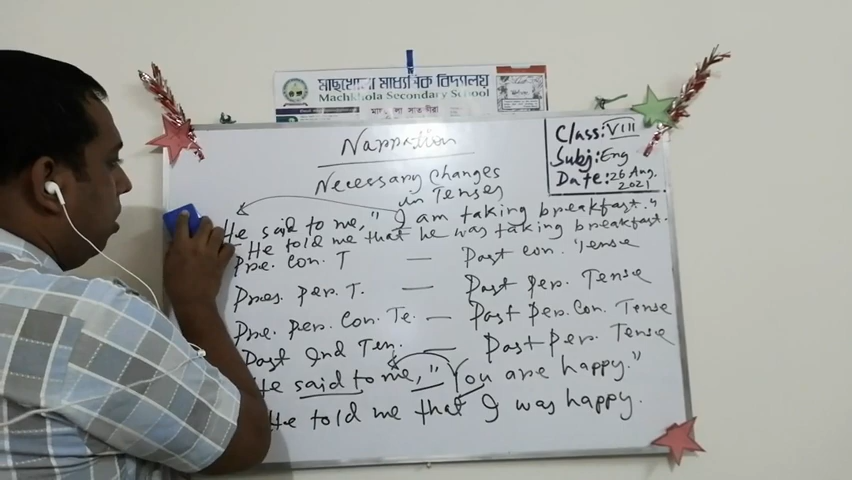 মাছখোলা মাধ্যমিক বিদ্যালয়
Machkhola Secondary School
Narration
Necessary Changes
in Tenses
Class: VIII
Subj: Eng
Date: 26 Aug.
2021
He said to me, "I am taking breakfast."
He told me that he was taking breakfast.
Pre. Con. T — Past con. Tense
Pres. per. T. — Past per. Tense
Pre. per. Con. Te. — Past per. Con. Tense
Past Ind Ten. — Past per. Tense
He said to me, "You are happy."
He told me that I was happy.